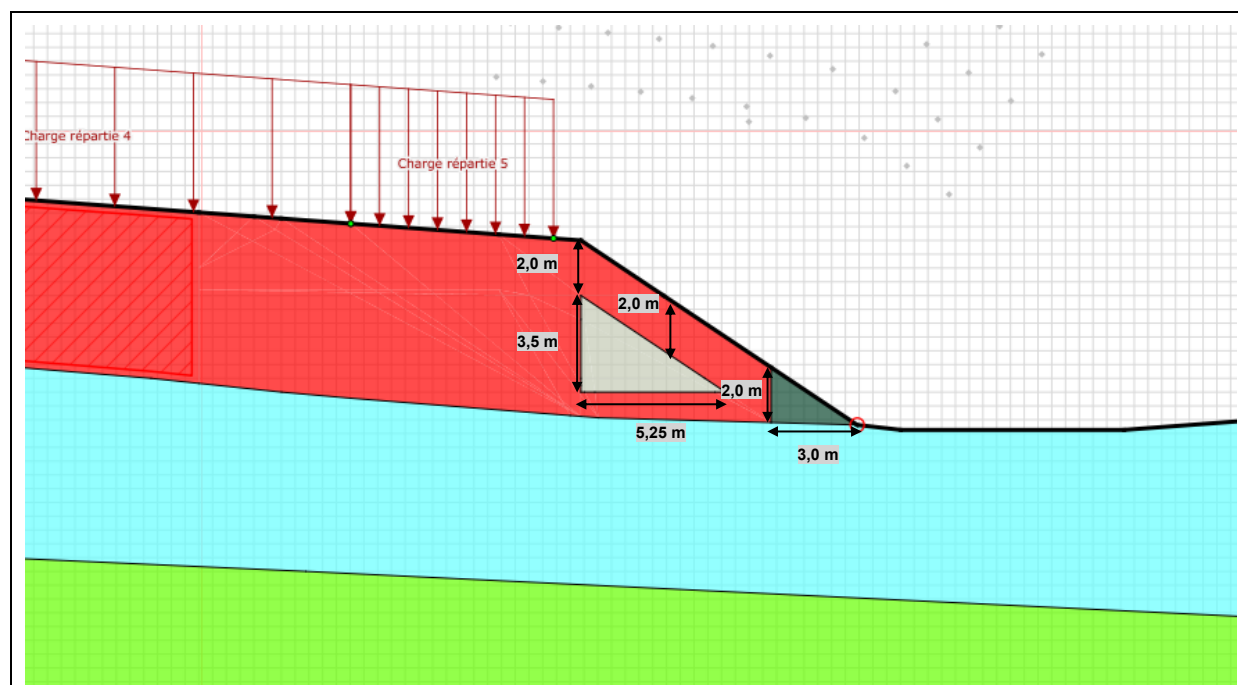 Charge répartie 4
Charge répartie 5
2,0 m
2,0 m
3,5 m
2,0 m
5,25 m
3,0 m